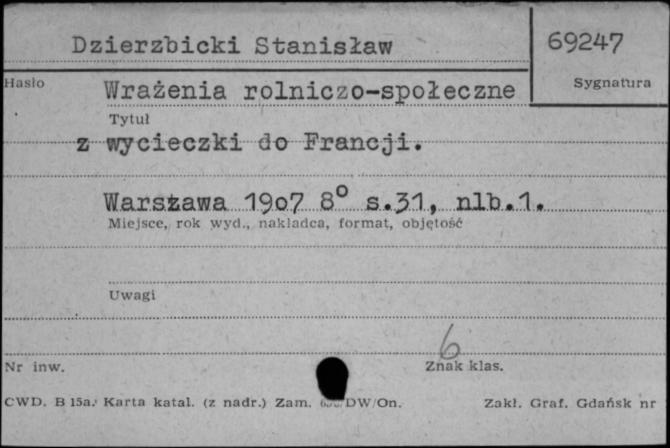 Dzierzbicki Stanisław
69247
Hasło
Sygnatura
Wrażenia rolniczo-społeczne
Tytuł
z wycieczki do Francji.
Warszawa 19o7 8° s.31, nlb.1.
Miejsce, rok wyd., nakładca, format, objętość
Uwagi
6
Nr inw.
Znak klas.
CWD. B 15a. Karta katal. (z nadr.) Zam. DW/On.
Zakł. Graf. Gdańsk nr